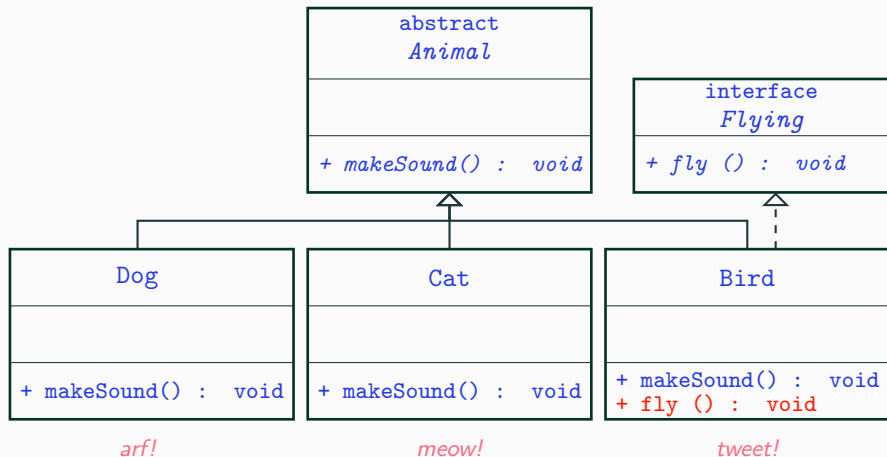 abstract
Animal
+ makeSound() : void
interface
Flying
+ fly () : void
Dog
+ makeSound() : void
arf!
Cat
+ makeSound() : void
meow!
Bird
+ makeSound() : void
+ fly () : void
tweet!